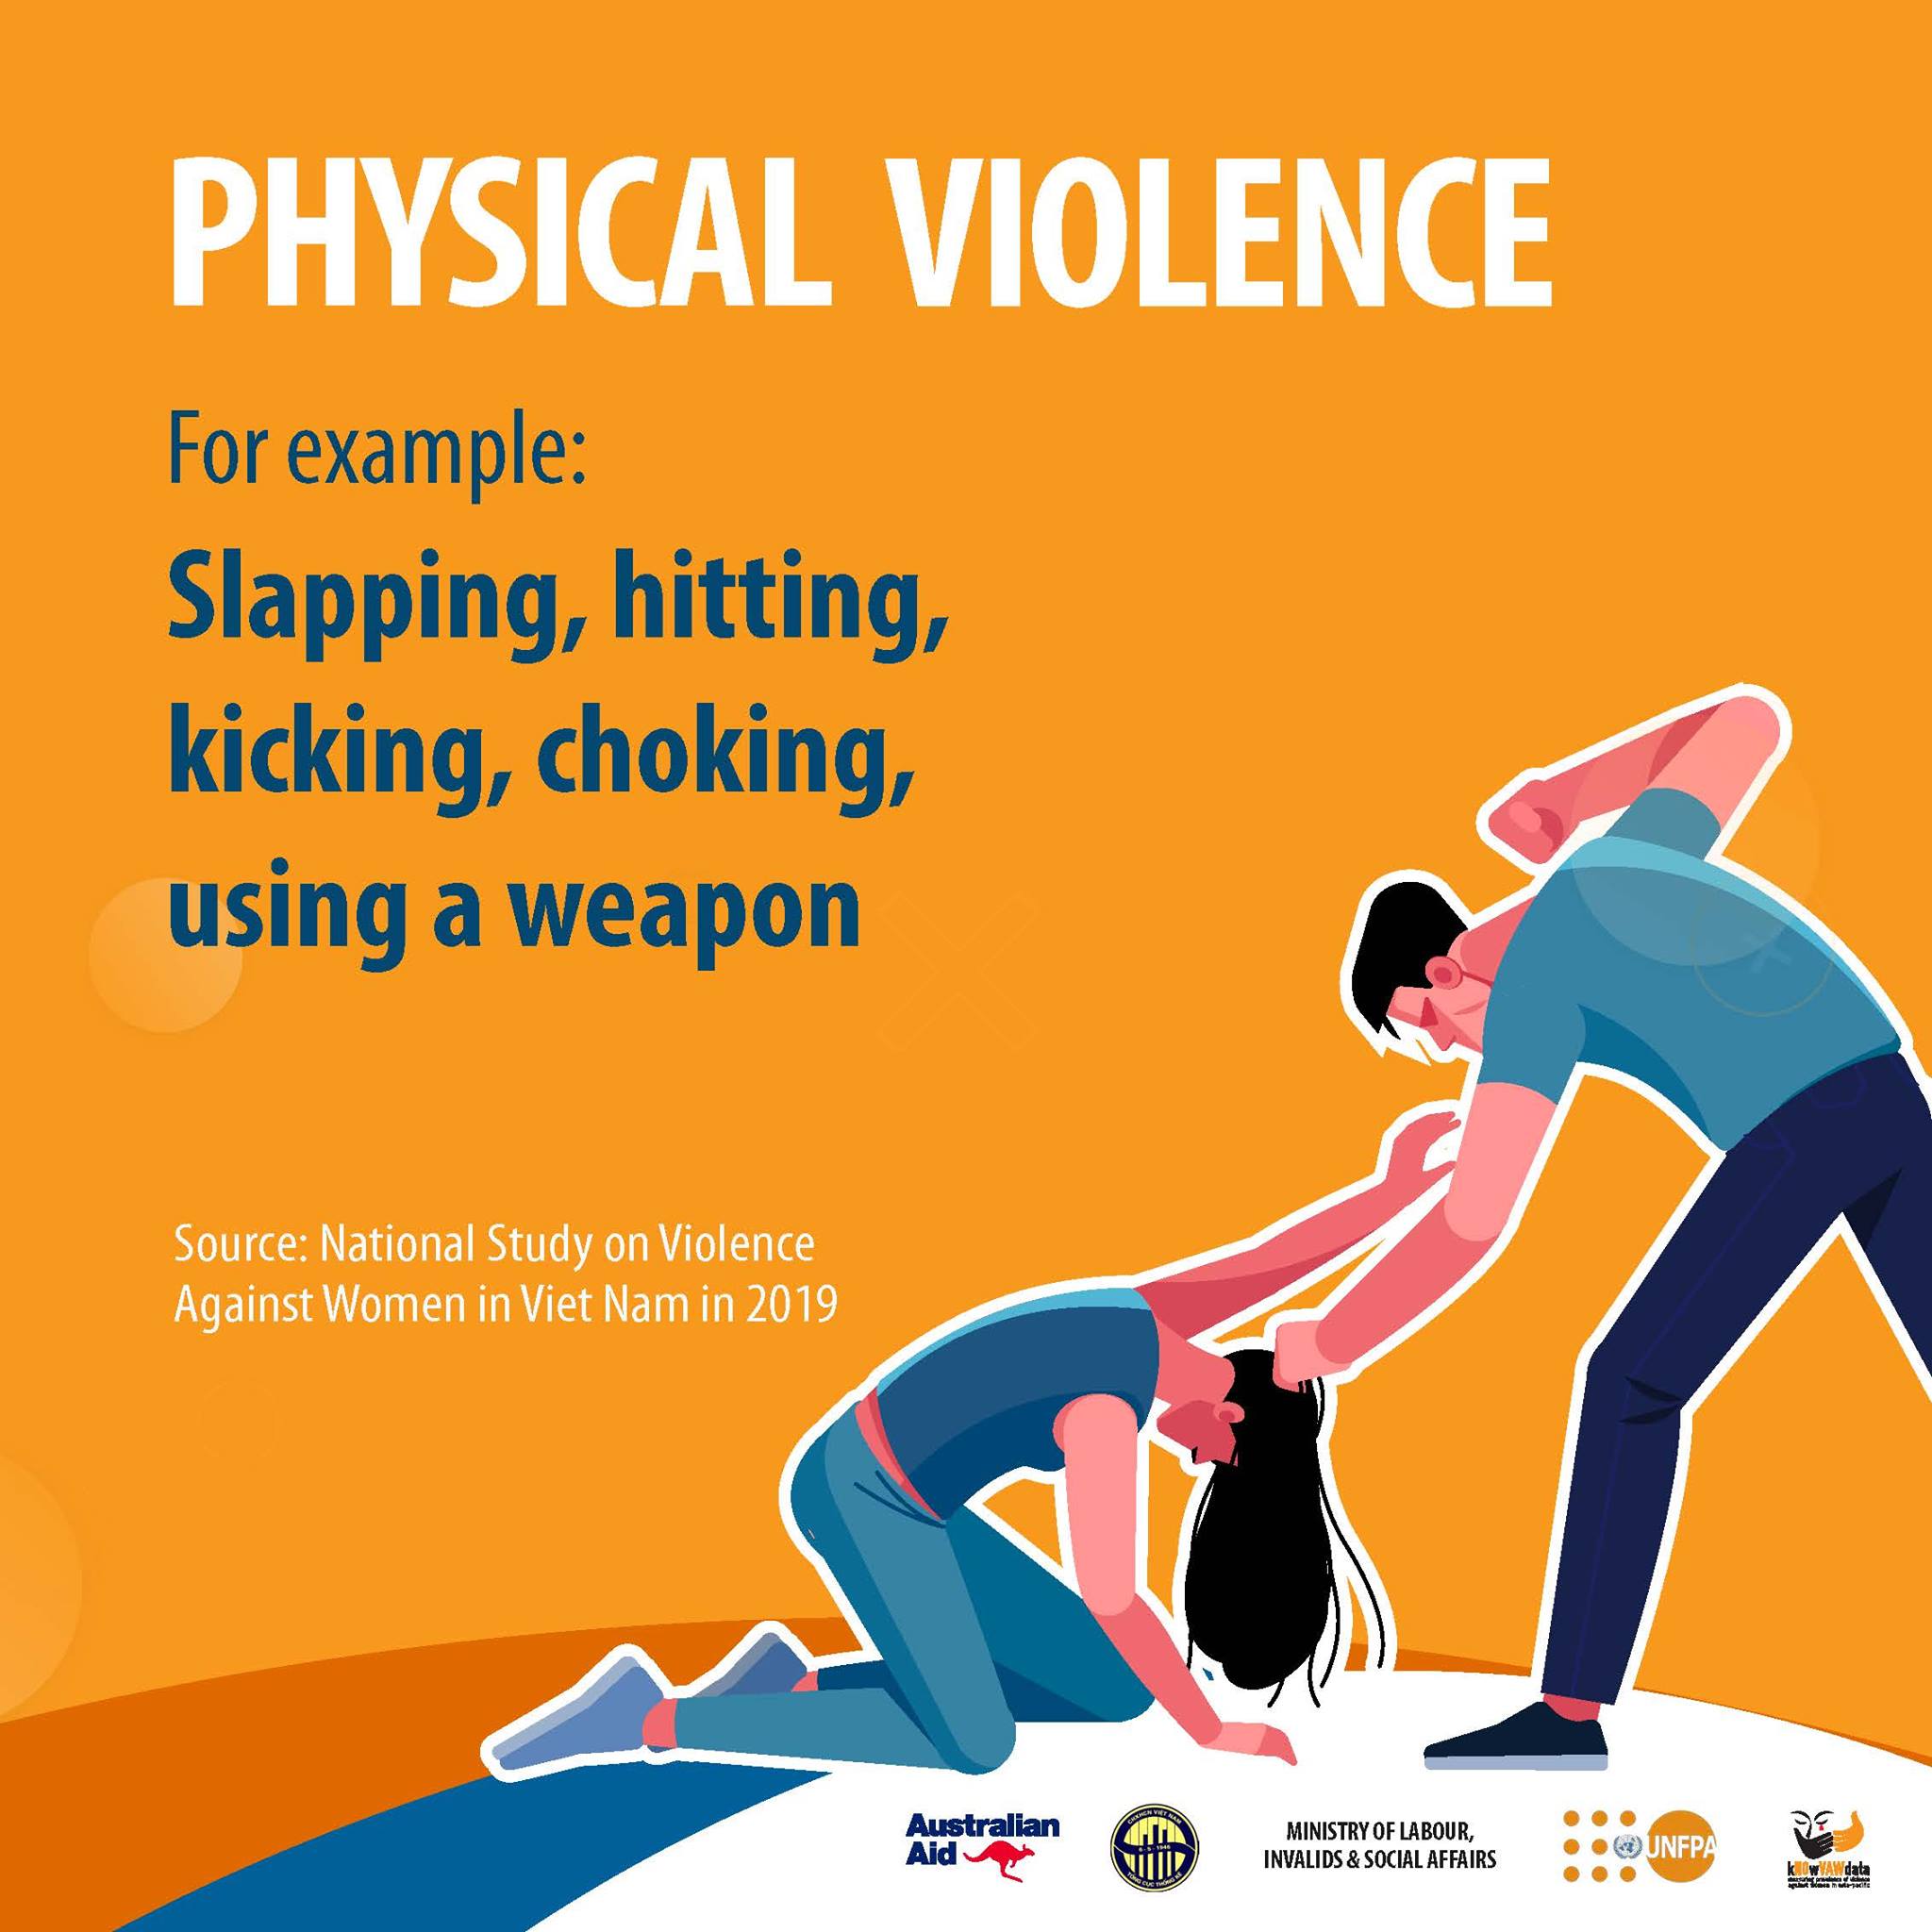 PHYSICAL VIOLENCE
For example:
Slapping, hitting,
kicking, choking,
using a weapon
Source: National Study on Violence
Against Women in Viet Nam in 2019
Australian
Aid
MINISTRY OF LABOUR,
INVALIDS & SOCIAL AFFAIRS
UNFPA
kNOwVAWdata